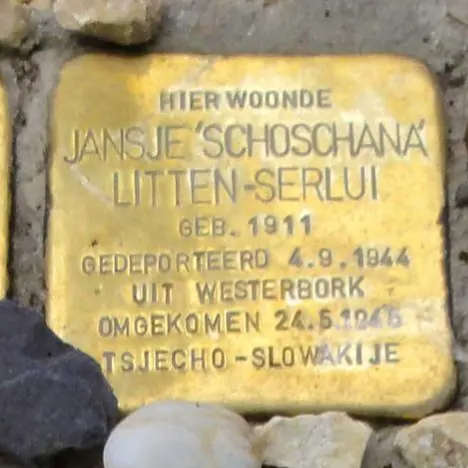 HIER WOONDE
JANSJE 'SCHOSCHANA'
LITTEN-SERLUI
GEB. 1911
GEDEPORTEERD 4.9.1944
UIT WESTERBORK
OMGEKOMEN 24.5.1945
TSJECHO-SLOWAKIJE